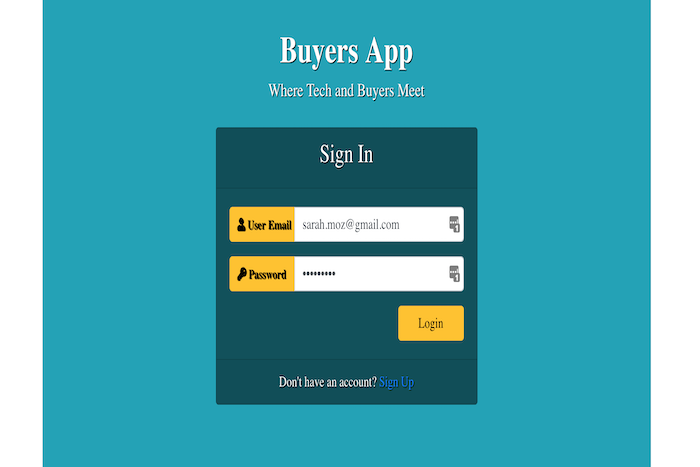 Buyers App
Where Tech and Buyers Meet
Sign In
User Email sarah.moz@gmail.com
Password •••••••••
Login
Don't have an account? Sign Up